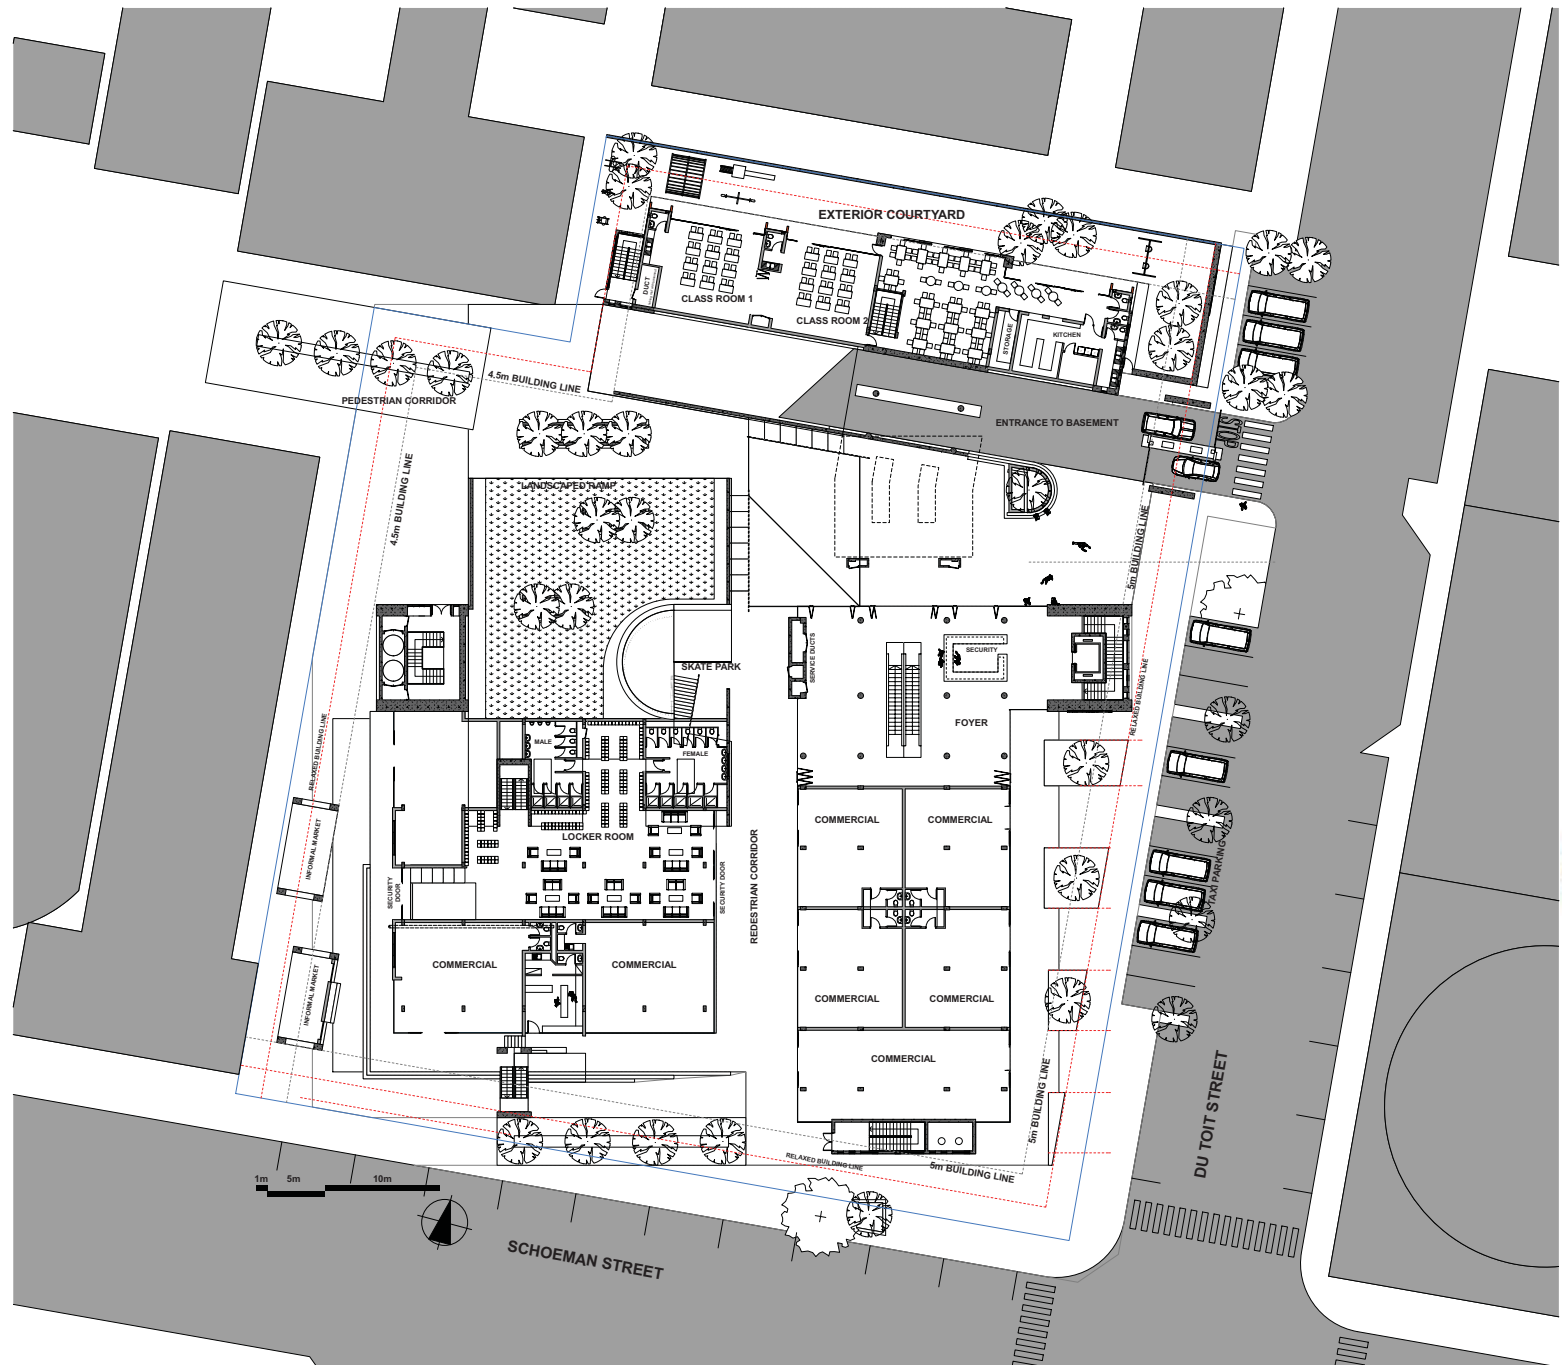 EXTERIOR COURTYARD
DUCT
CLASS ROOM 1
CLASS ROOM 2
STORAGE
KITCHEN
4.5m BUILDING LINE
PEDESTRIAN CORRIDOR
ENTRANCE TO BASEMENT
STOP
4.5m BUILDING LINE
LANDSCAPED RAMP
5m BUILDING LINE
SERVICE DUCTS
SECURITY
SKATE PARK
RELAXED BUILDING LINE
FOYER
RELAXED BUILDING LINE
MALE
FEMALE
COMMERCIAL
COMMERCIAL
LOCKER ROOM
INFORMAL MARKET
TAXI PARKING
SECURITY
DOOR
SECURITY DOOR
REDESTRIAN CORRIDOR
COMMERCIAL
COMMERCIAL
COMMERCIAL
COMMERCIAL
INFORMAL MARKET
COMMERCIAL
5m BUILDING LINE
DU TOIT STREET
RELAXED BUILDING LINE
5m BUILDING LINE
1m
5m
10m
SCHOEMAN STREET